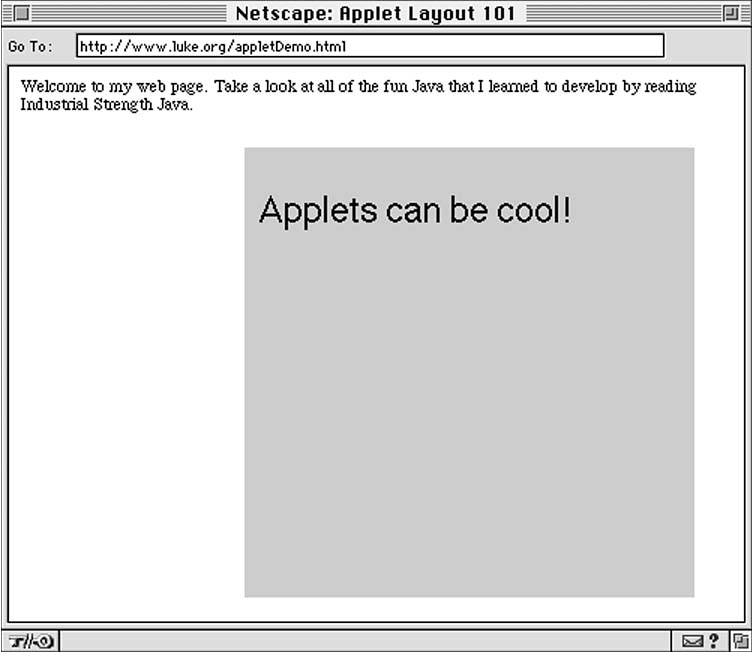 Netscape: Applet Layout 101
Go To: http://www.luke.org/appletDemo.html
Welcome to my web page. Take a look at all of the fun Java that I learned to develop by reading
Industrial Strength Java.
Applets can be cool!
?